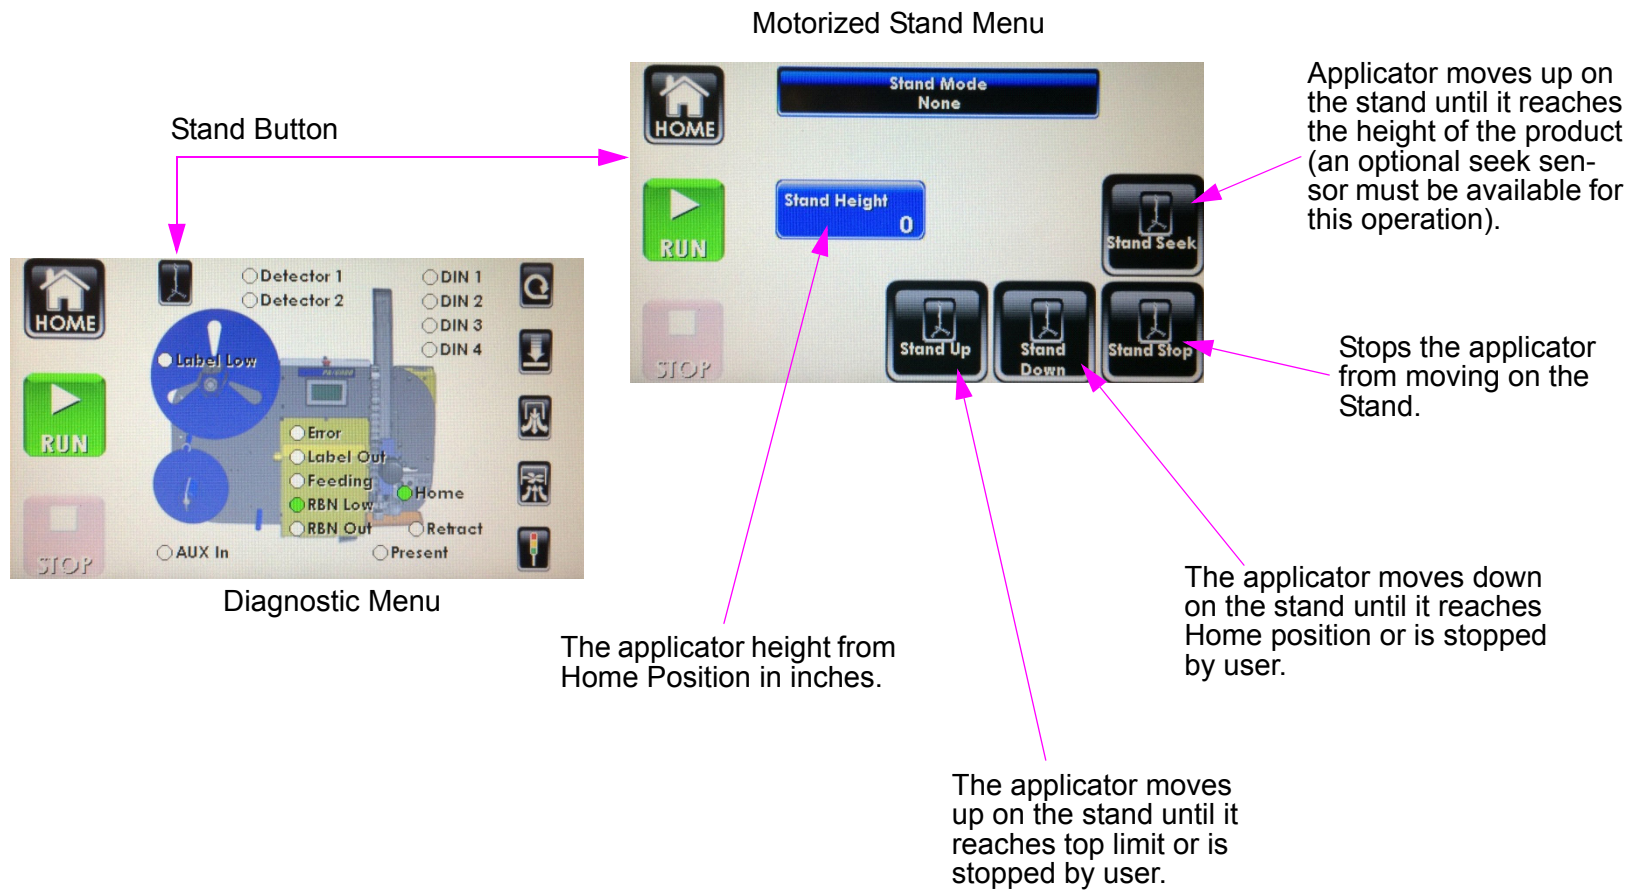 Motorized Stand Menu
Stand Button
HOME
Stand Mode
None
RUN
Stand Height
0
Stand Seek
STOP
Stand Up
Stand
Down
Stand Stop
Applicator moves up on
the stand until it reaches
the height of the product
(an optional seek sen-
sor must be available for
this operation).
Stops the applicator
from moving on the
Stand.
HOME
Detector 1
Detector 2
DIN 1
DIN 2
DIN 3
DIN 4
Label Low
RUN
Error
Label Out
Feeding
RBN Low
RBN Out
Home
Retract
STOP
AUX In
Present
Diagnostic Menu
The applicator moves down
on the stand until it reaches
Home position or is stopped
by user.
The applicator height from
Home Position in inches.
The applicator moves
up on the stand until it
reaches top limit or is
stopped by user.